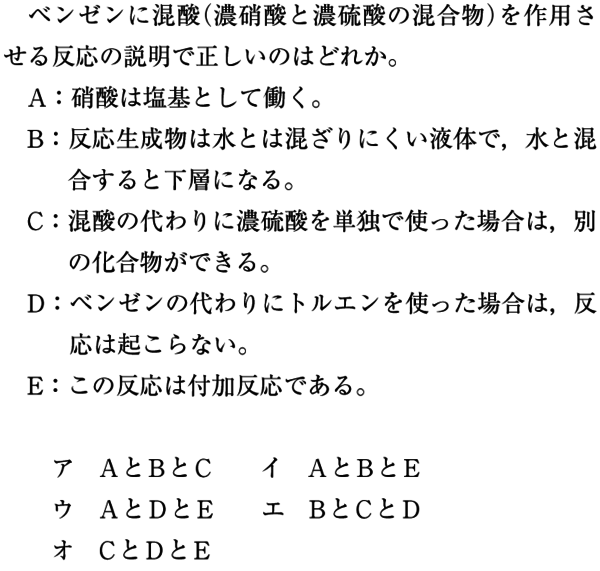 ベンゼンに混酸(濃硝酸と濃硫酸の混合物)を作用さ
せる反応の説明で正しいのはどれか。
A：硝酸は塩基として働く。
B：反応生成物は水とは混ざりにくい液体で，水と混
合すると下層になる。
C：混酸の代わりに濃硫酸を単独で使った場合は，別
の化合物ができる。
D：ベンゼンの代わりにトルエンを使った場合は，反
応は起こらない。
E：この反応は付加反応である。
ア　AとBとC　　イ　AとBとE
ウ　AとDとE　　エ　BとCとD
オ　CとDとE